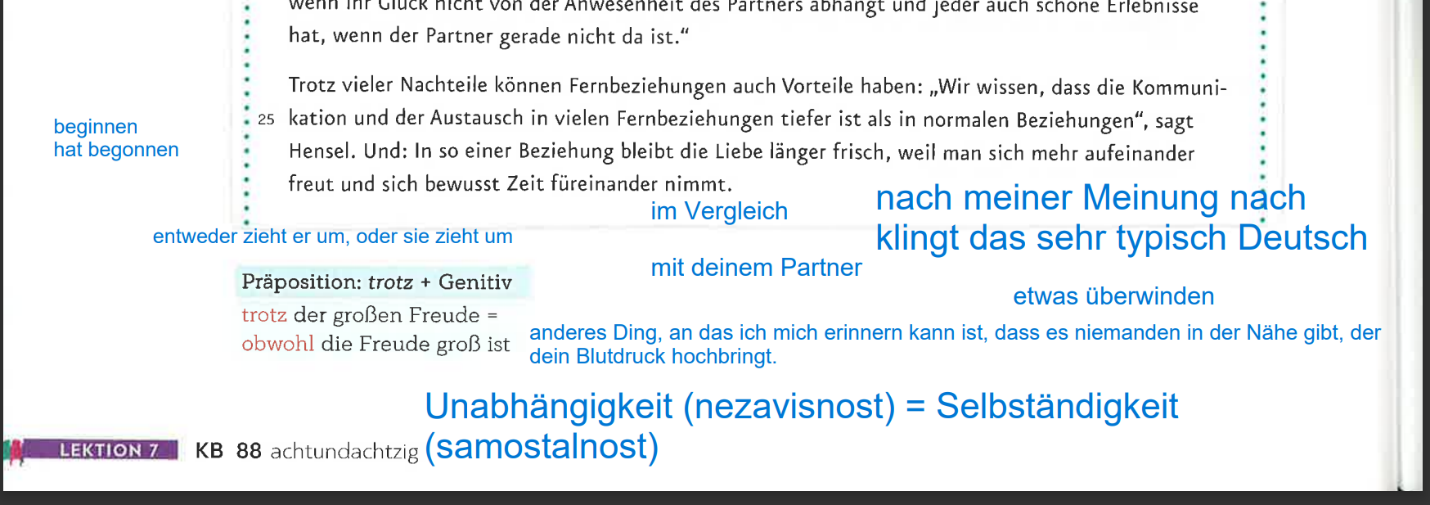 wenn ihr Glück nicht von der Anwesenheit des Partners abhängt und jeder auch schöne Erlebnisse
hat, wenn der Partner gerade nicht da ist.“
Trotz vieler Nachteile können Fernbeziehungen auch Vorteile haben: „Wir wissen, dass die Kommuni-
25 kation und der Austausch in vielen Fernbeziehungen tiefer ist als in normalen Beziehungen“, sagt
Hensel. Und: In so einer Beziehung bleibt die Liebe länger frisch, weil man sich mehr aufeinander
freut und sich bewusst Zeit füreinander nimmt.
beginnen
hat begonnen
im Vergleich
nach meiner Meinung nach
klingt das sehr typisch Deutsch
entweder zieht er um, oder sie zieht um
mit deinem Partner
etwas überwinden
Präposition: trotz + Genitiv
trotz der großen Freude =
obwohl die Freude groß ist
anderes Ding, an das ich mich erinnern kann ist, dass es niemanden in der Nähe gibt, der
dein Blutdruck hochbringt.
Unabhängigkeit (nezavisnost) = Selbständigkeit
(samostalnost)
LEKTION 7 KB 88 achtundachtzig